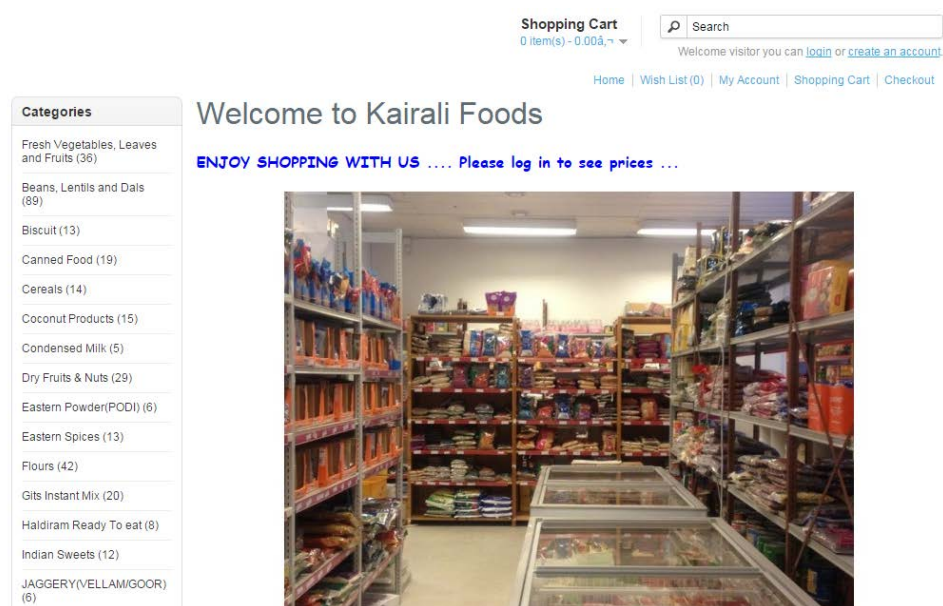 Shopping Cart
0 item(s) - 0.00â‚¬
Search
Welcome visitor you can login or create an account.
Home
Wish List (0)
My Account
Shopping Cart
Checkout
Categories
Fresh Vegetables, Leaves
and Fruits (36)
Beans, Lentils and Dals
(89)
Biscuit (13)
Canned Food (19)
Cereals (14)
Coconut Products (15)
Condensed Milk (5)
Dry Fruits & Nuts (29)
Eastern Powder(PODI) (6)
Eastern Spices (13)
Flours (42)
Gits Instant Mix (20)
Haldiram Ready To eat (8)
Indian Sweets (12)
JAGGERY(VELLAM/GOOR)
(6)
Welcome to Kairali Foods
ENJOY SHOPPING WITH US .... Please log in to see prices ...